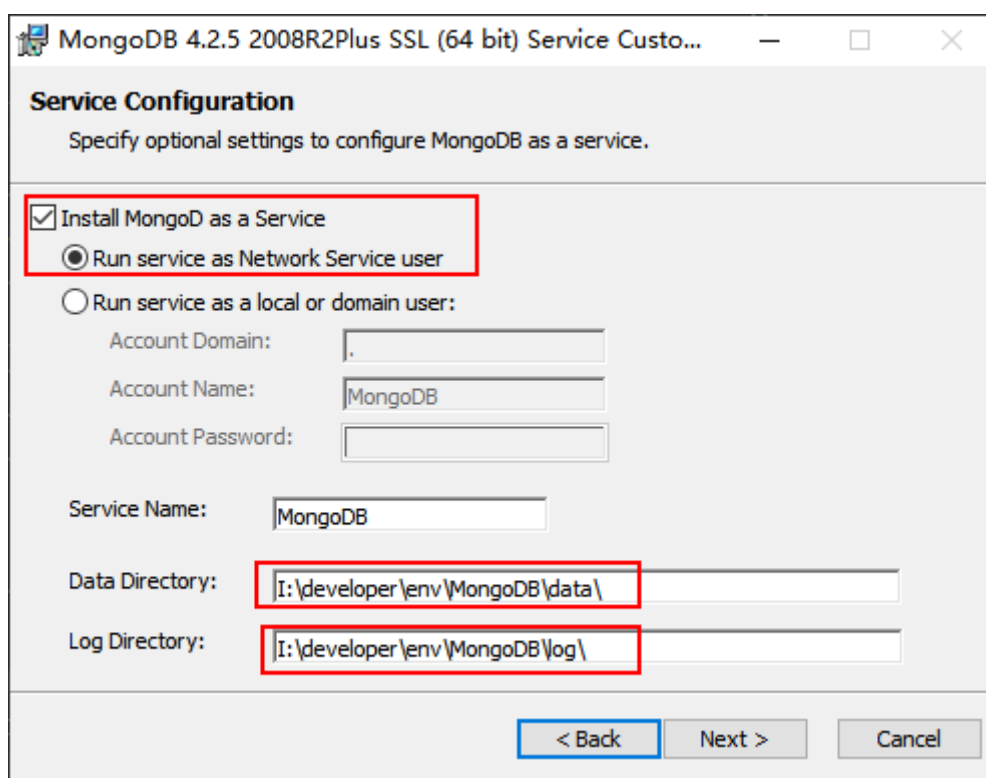 MongoDB 4.2.5 2008R2Plus SSL (64 bit) Service Custo...
Service Configuration
Specify optional settings to configure MongoDB as a service.
Install MongoD as a Service
Run service as Network Service user
Run service as a local or domain user:
Account Domain:
.
Account Name:
MongoDB
Account Password:
Service Name:
MongoDB
Data Directory:
I:\developer\env\MongoDB\data\
Log Directory:
I:\developer\env\MongoDB\log\
< Back
Next >
Cancel